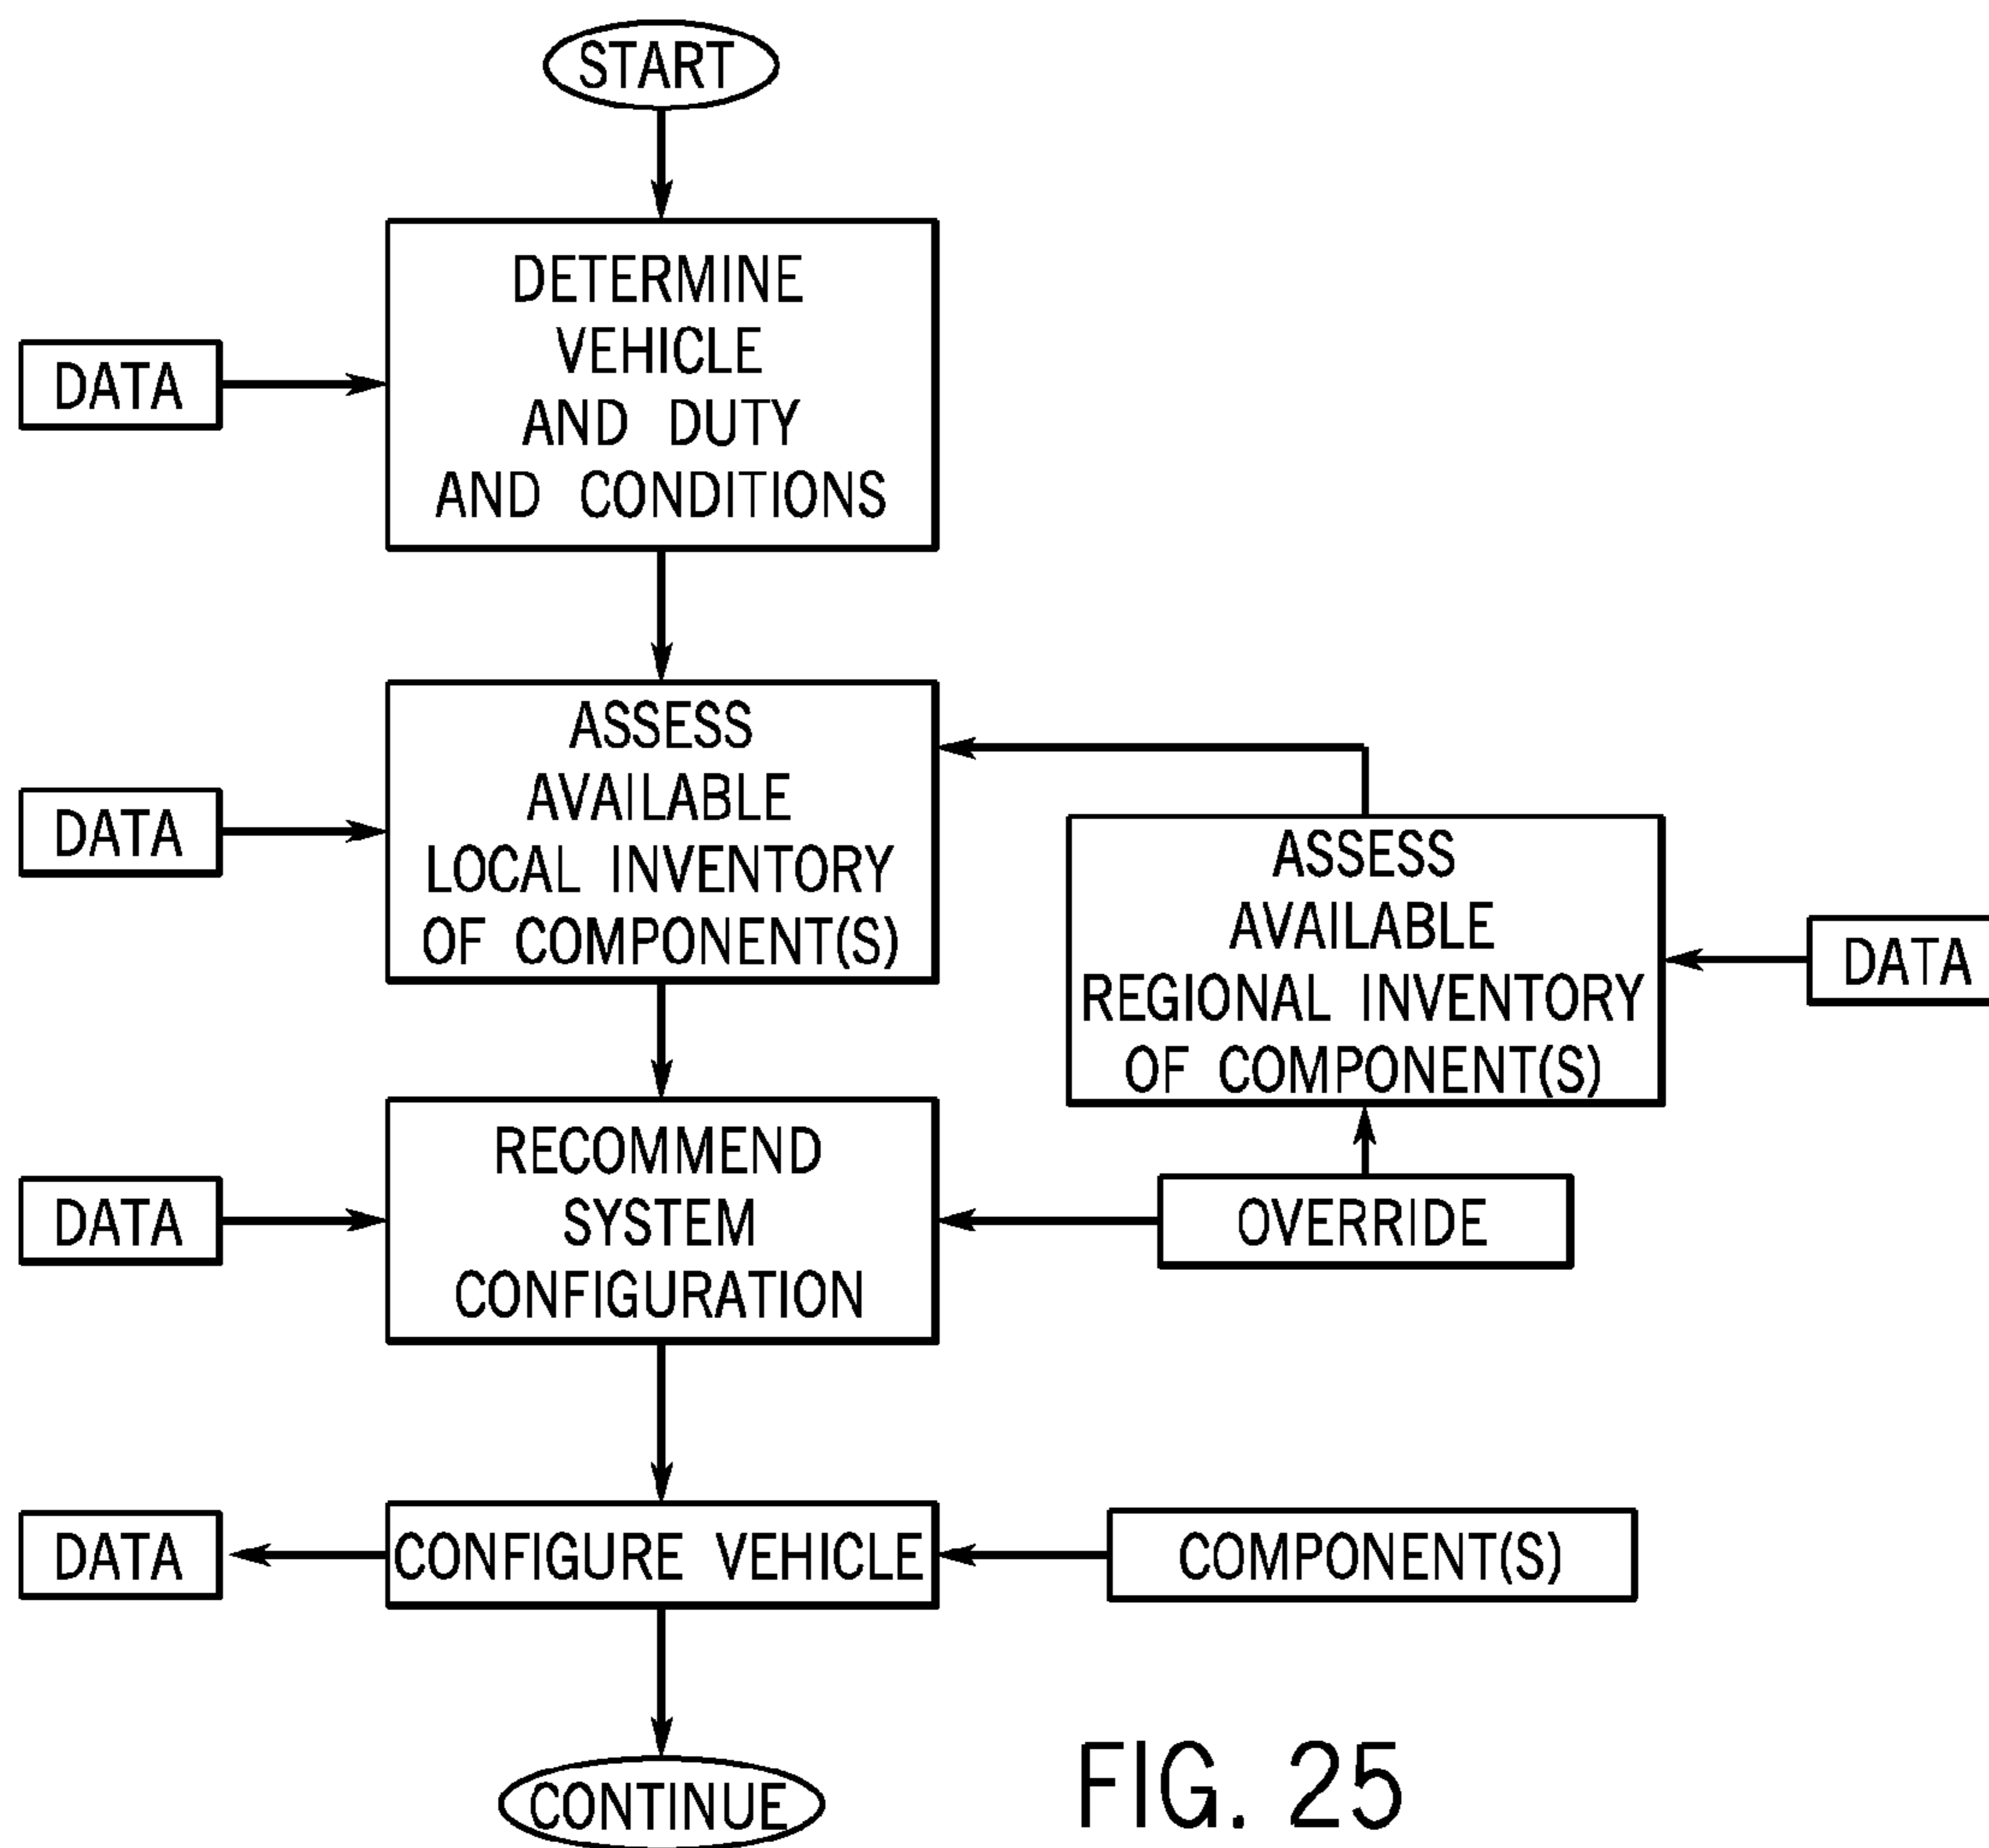 START
DETERMINE
VEHICLE
AND DUTY
AND CONDITIONS
DATA
ASSESS
AVAILABLE
LOCAL INVENTORY
OF COMPONENT(S)
DATA
ASSESS
AVAILABLE
REGIONAL INVENTORY
OF COMPONENT(S)
DATA
RECOMMEND
SYSTEM
CONFIGURATION
DATA
OVERRIDE
DATA
CONFIGURE VEHICLE
COMPONENT(S)
CONTINUE
FIG. 25